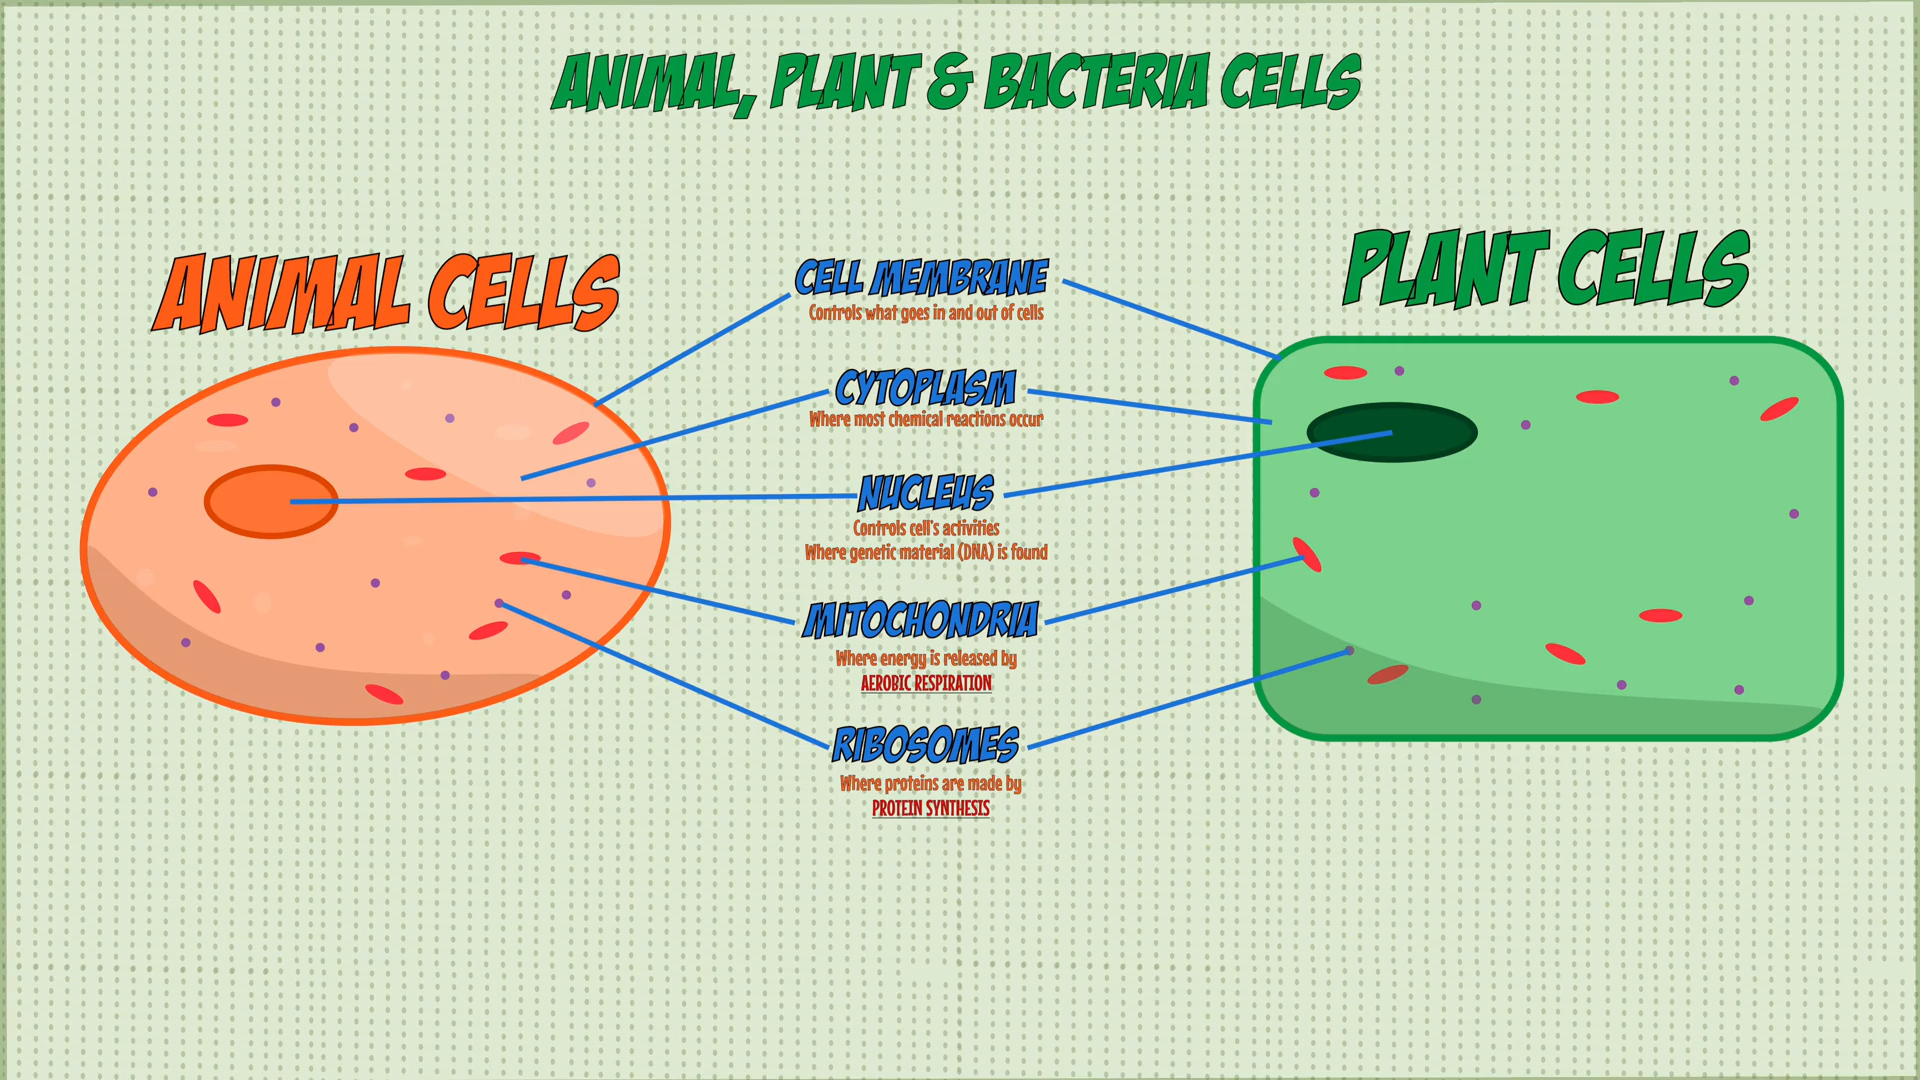 ANIMAL, PLANT & BACTERIA CELLS
ANIMAL CELLS
PLANT CELLS
CELL MEMBRANE
Controls what goes in and out of cells
CYTOPLASM
Where most chemical reactions occur
NUCLEUS
Controls cell's activities
Where genetic material (DNA) is found
MITOCHONDRIA
Where energy is released by
AEROBIC RESPIRATION
RIBOSOMES
Where proteins are made by
PROTEIN SYNTHESIS